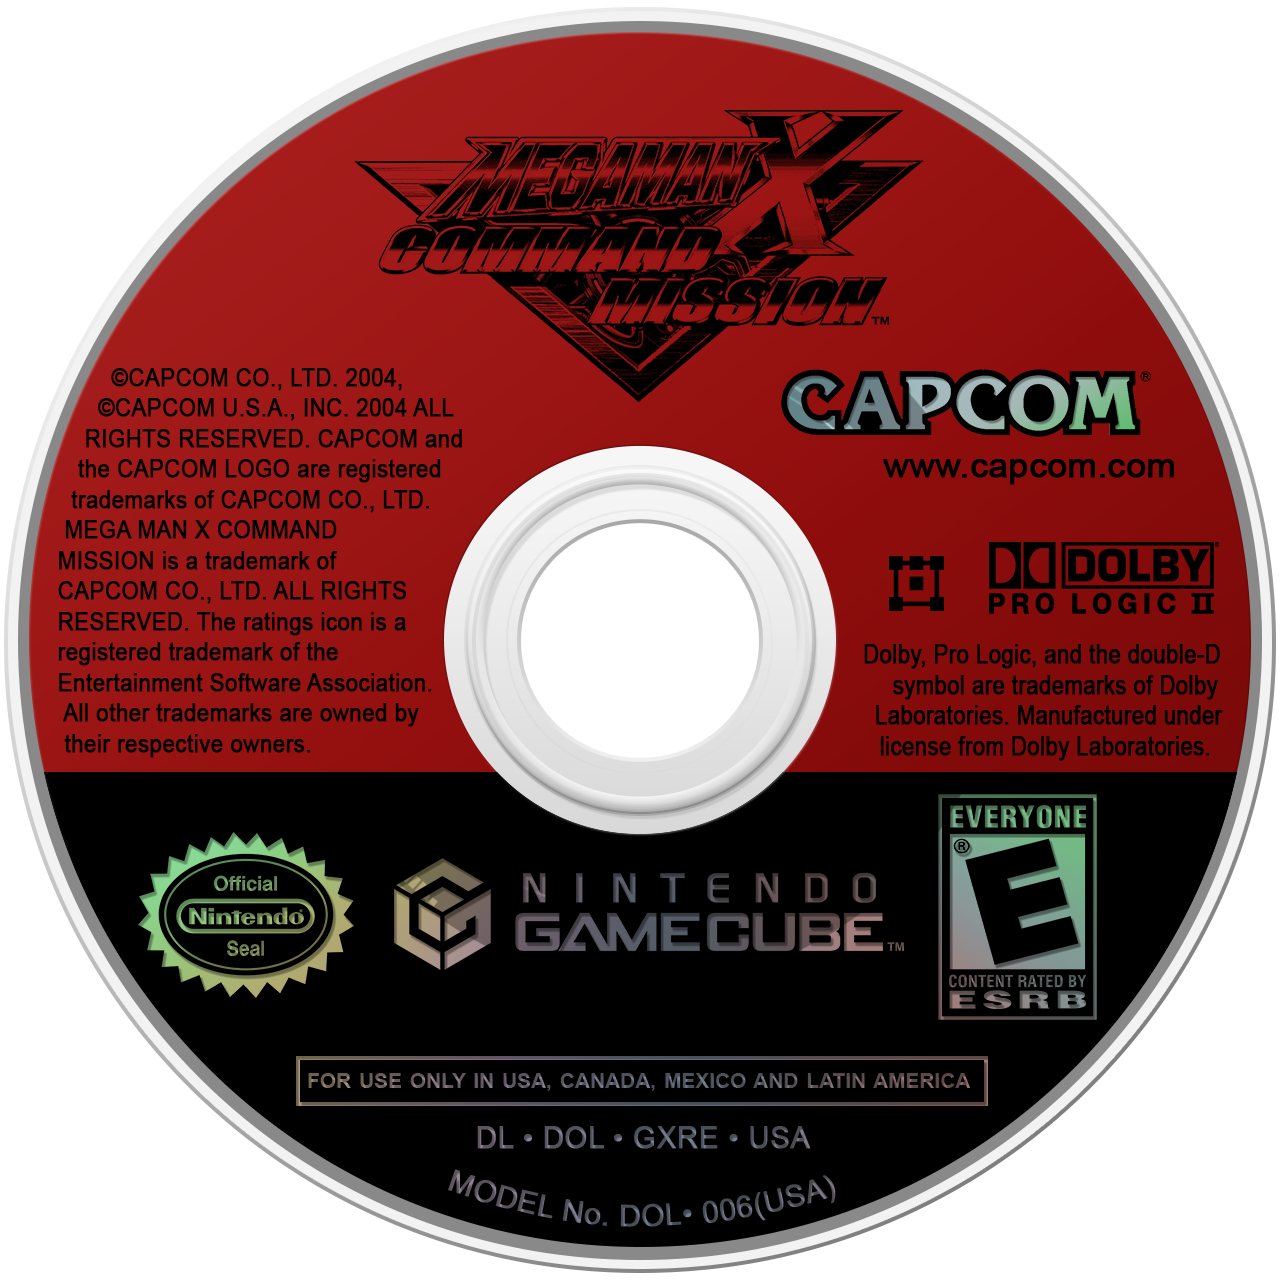 MEGAMAN X
COMMAND
MISSION™
©CAPCOM CO., LTD. 2004,
©CAPCOM U.S.A., INC. 2004 ALL
RIGHTS RESERVED. CAPCOM and
the CAPCOM LOGO are registered
trademarks of CAPCOM CO., LTD.
MEGA MAN X COMMAND
MISSION is a trademark of
CAPCOM CO., LTD. ALL RIGHTS
RESERVED. The ratings icon is a
registered trademark of the
Entertainment Software Association.
All other trademarks are owned by
their respective owners.
CAPCOM®
www.capcom.com
DOLBY®
PRO LOGIC II
Dolby, Pro Logic, and the double-D
symbol are trademarks of Dolby
Laboratories. Manufactured under
license from Dolby Laboratories.
Official
Nintendo®
Seal
NINTENDO
GAMECUBE™
EVERYONE
®
E
CONTENT RATED BY
ESRB
FOR USE ONLY IN USA, CANADA, MEXICO AND LATIN AMERICA
DL • DOL • GXRE • USA
MODEL No. DOL• 006(USA)